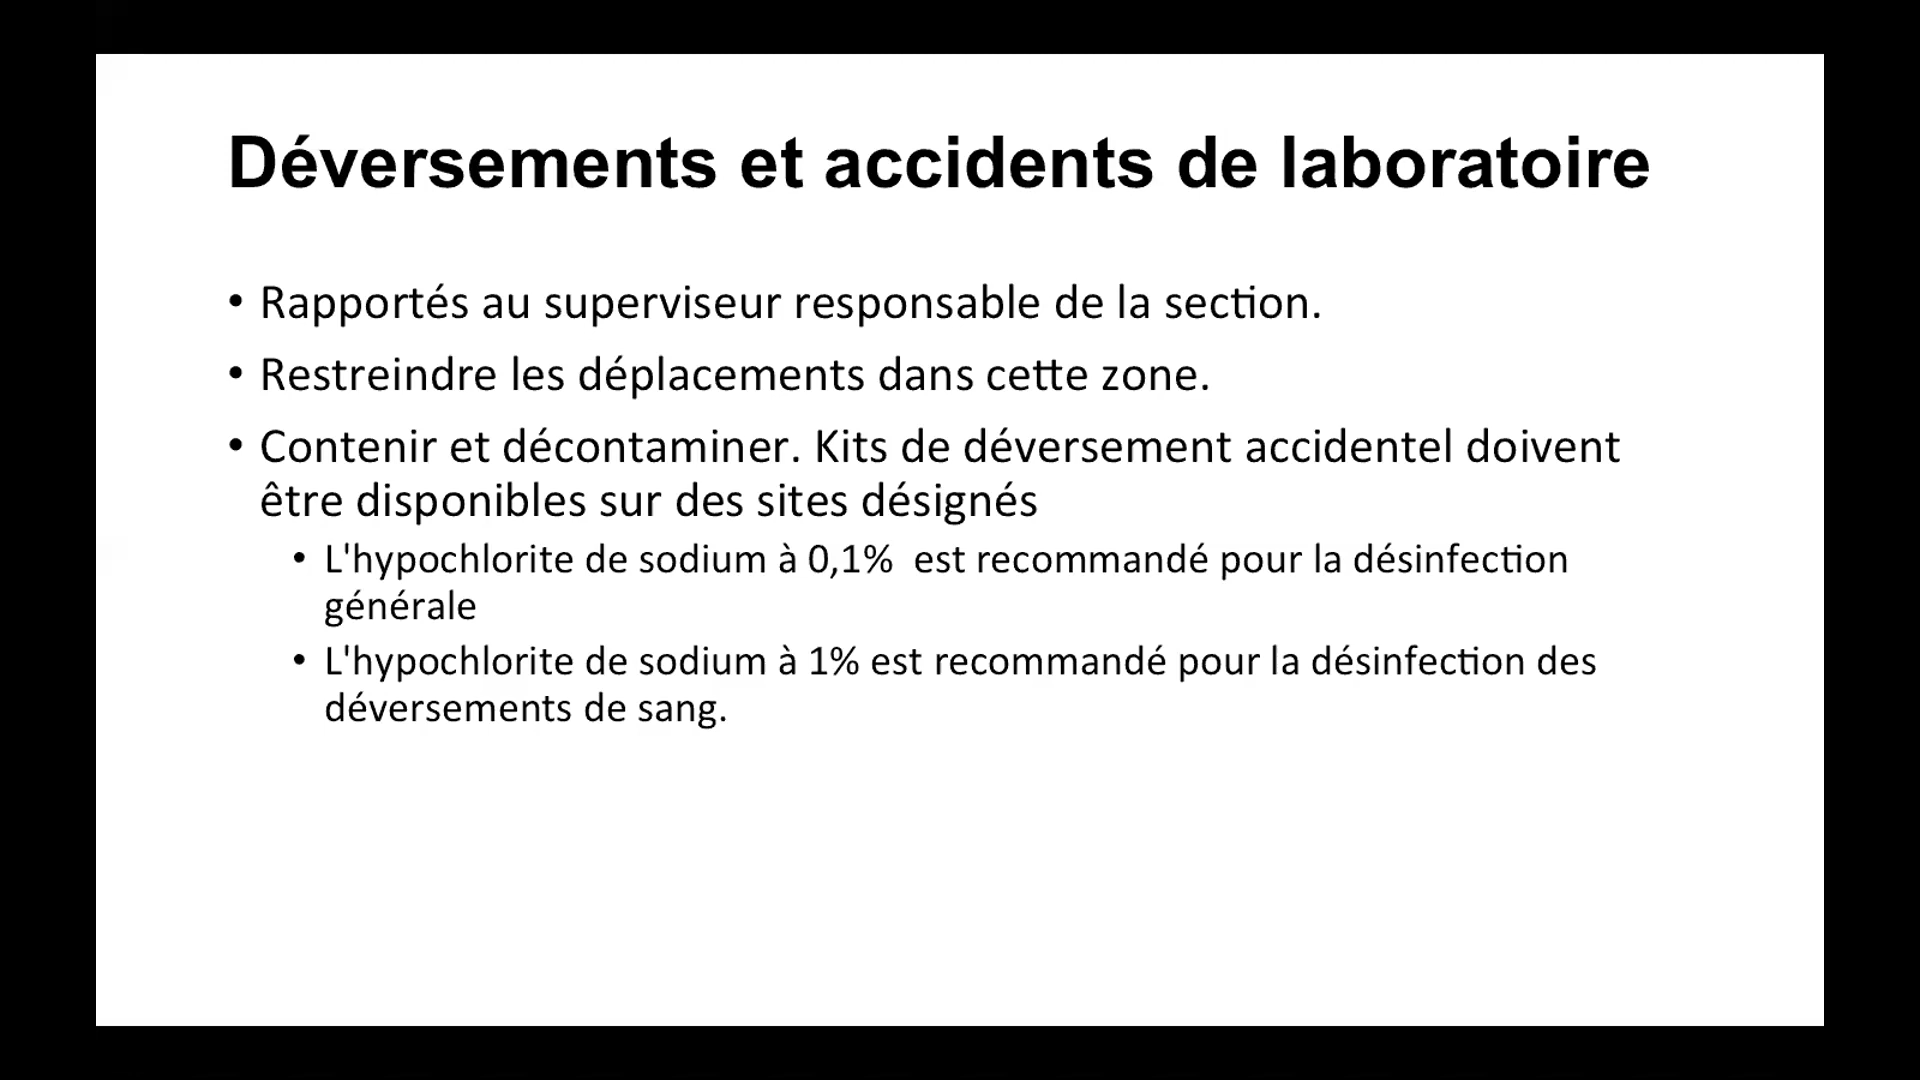 Déversements et accidents de laboratoire
• Rapportés au superviseur responsable de la section.
• Restreindre les déplacements dans cette zone.
• Contenir et décontaminer. Kits de déversement accidentel doivent
être disponibles sur des sites désignés
• L'hypochlorite de sodium à 0,1%  est recommandé pour la désinfection
générale
• L'hypochlorite de sodium à 1% est recommandé pour la désinfection des
déversements de sang.